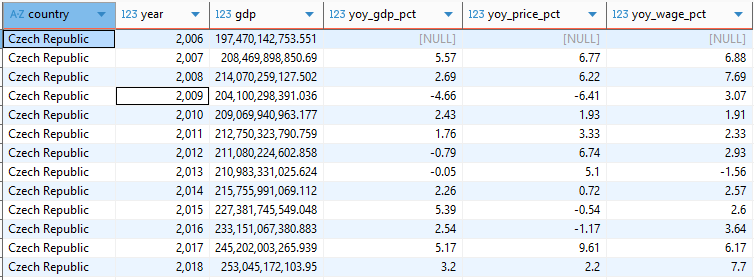 A-Z country 123 year 123 gdp 123 yoy_gdp_pct 123 yoy_price_pct 123 yoy_wage_pct
Czech Republic 2,006 197,470,142,753.551 [NULL] [NULL] [NULL]
Czech Republic 2,007 208,469,898,850.69 5.57 6.77 6.88
Czech Republic 2,008 214,070,259,127.502 2.69 6.22 7.69
Czech Republic 2,009 204,100,298,391.036 -4.66 -6.41 3.07
Czech Republic 2,010 209,069,940,963.177 2.43 1.93 1.91
Czech Republic 2,011 212,750,323,790.759 1.76 3.33 2.33
Czech Republic 2,012 211,080,224,602.858 -0.79 6.74 2.93
Czech Republic 2,013 210,983,331,025.624 -0.05 5.1 -1.56
Czech Republic 2,014 215,755,991,069.112 2.26 0.72 2.57
Czech Republic 2,015 227,381,745,549.048 5.39 -0.54 2.6
Czech Republic 2,016 233,151,067,380.883 2.54 -1.17 3.64
Czech Republic 2,017 245,202,003,265.939 5.17 9.61 6.17
Czech Republic 2,018 253,045,172,103.95 3.2 2.2 7.7